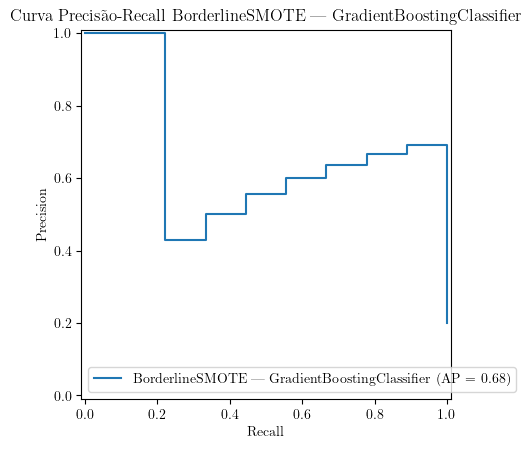 Curva Precisão-Recall BorderlineSMOTE — GradientBoostingClassifier
1.0
0.8
0.6
0.4
0.2
0.0
Precision
BorderlineSMOTE — GradientBoostingClassifier (AP = 0.68)
0.0 0.2 0.4 0.6 0.8 1.0
Recall